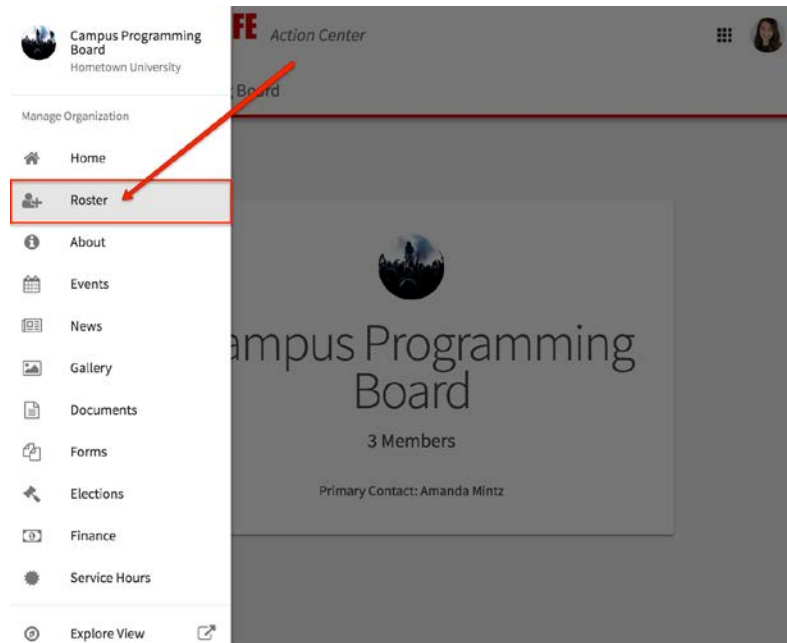 Campus Programming
Board
Hometown University
Manage Organization
Home
Roster
About
Events
News
Gallery
Documents
Forms
Elections
Finance
Service Hours
Explore View
FE Action Center
Board
ampus Programming
Board
3 Members
Primary Contact: Amanda Mintz